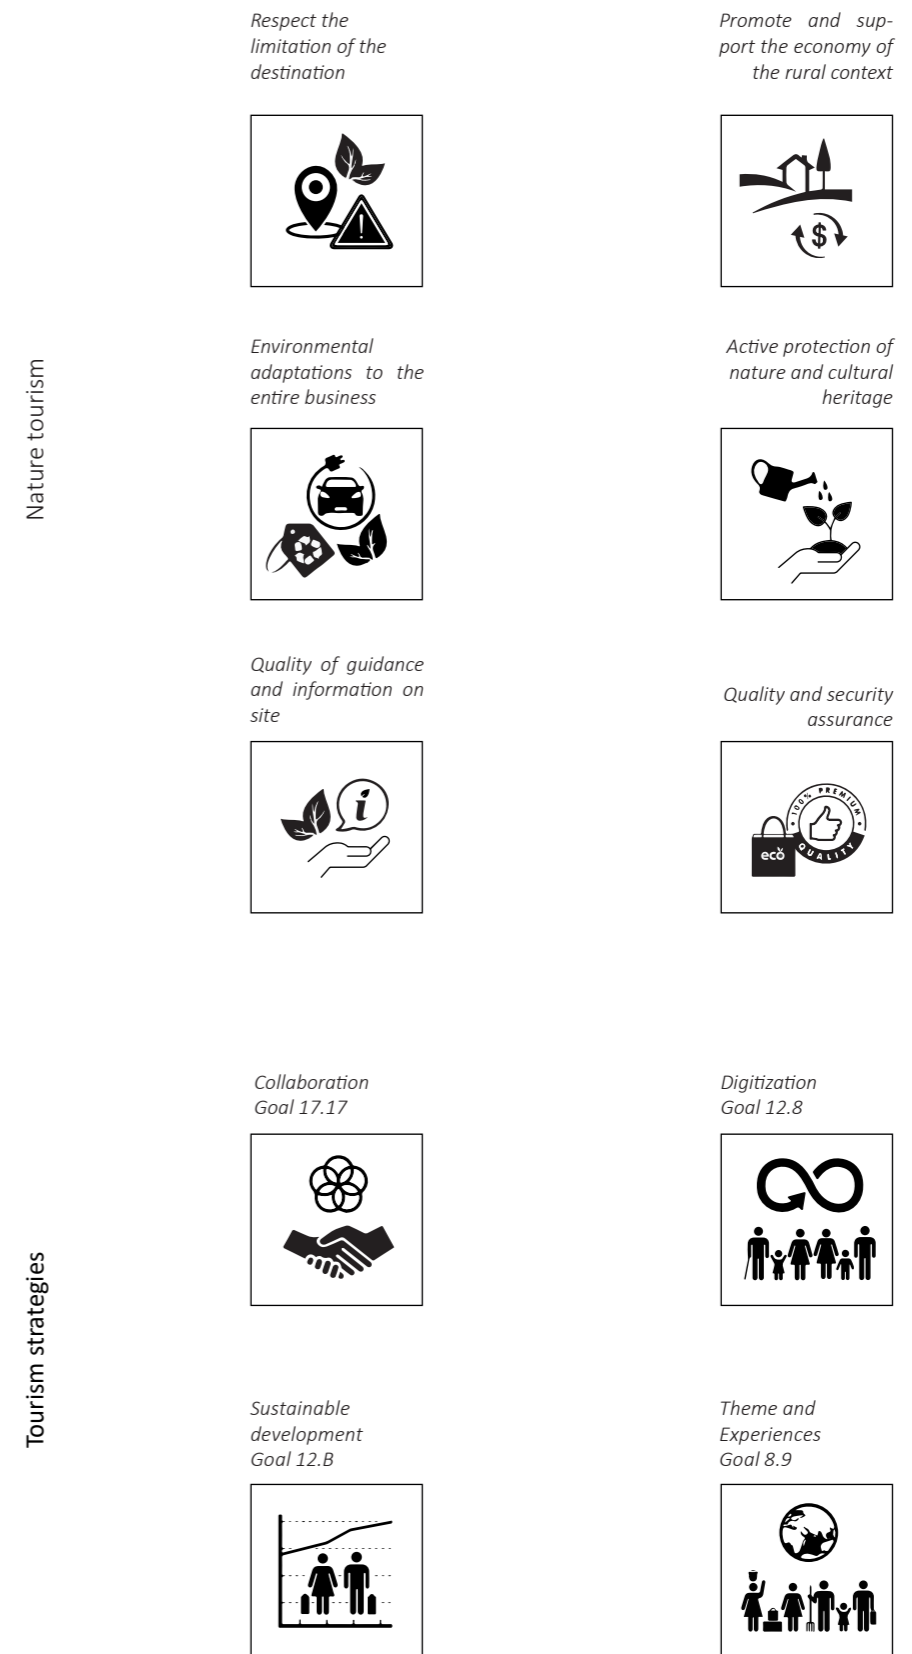 Nature tourism
Respect the
limitation of the
destination
Promote and sup-
port the economy of
the rural context
!
$
Environmental
adaptations to the
entire business
Active protection of
nature and cultural
heritage
Quality of guidance
and information on
site
Quality and security
assurance
i
100% PREMIUM
QUALITY
eco
Tourism strategies
Collaboration
Goal 17.17
Digitization
Goal 12.8
Sustainable
development
Goal 12.B
Theme and
Experiences
Goal 8.9